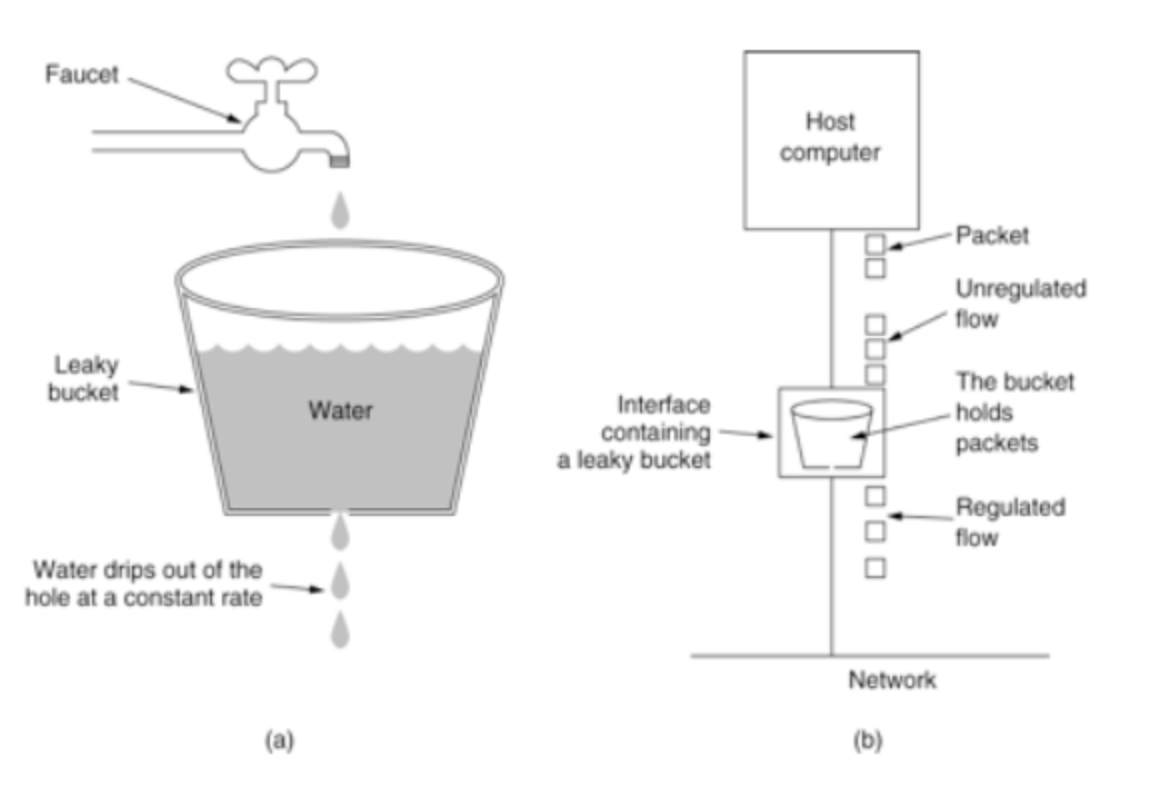 Faucet
Leaky
bucket
Water
Water drips out of the
hole at a constant rate
(a)
Host
computer
Packet
Unregulated
flow
The bucket
holds
packets
Interface
containing
a leaky bucket
Regulated
flow
Network
(b)